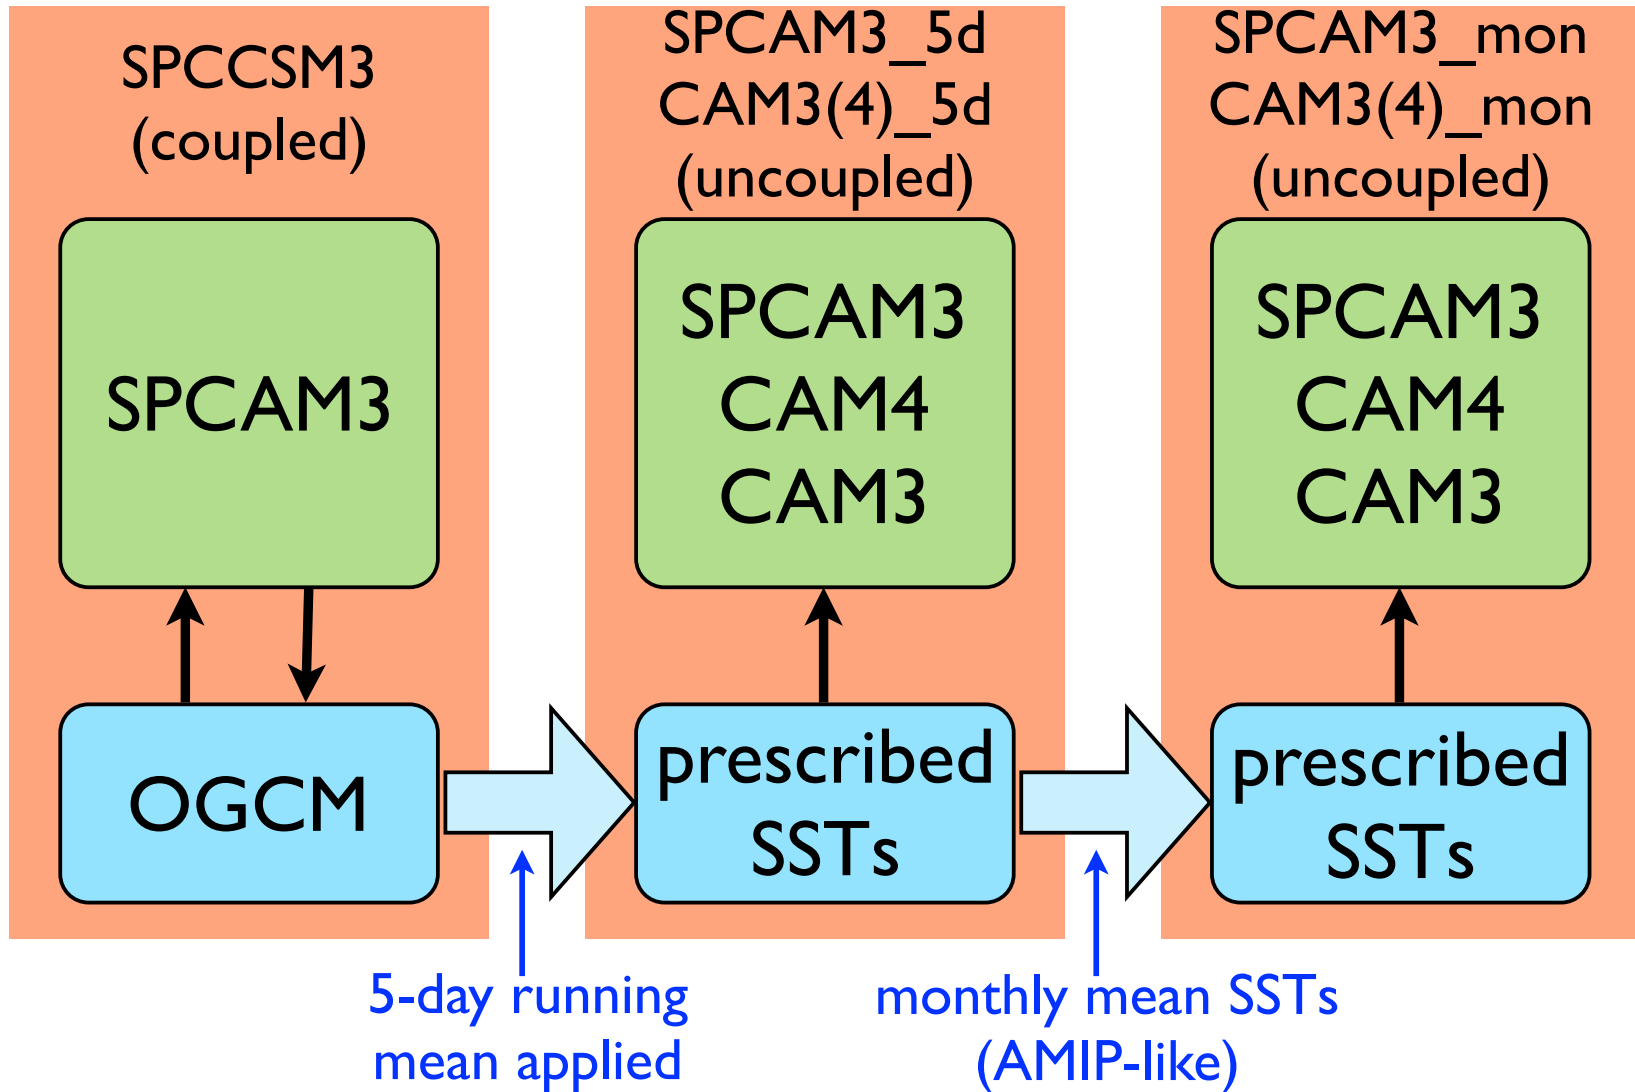 SPCCSM3
(coupled)
SPCAM3
OGCM
SPCAM3_5d
CAM3(4)_5d
(uncoupled)
SPCAM3
CAM4
CAM3
prescribed
SSTs
SPCAM3_mon
CAM3(4)_mon
(uncoupled)
SPCAM3
CAM4
CAM3
prescribed
SSTs
5-day running
mean applied
monthly mean SSTs
(AMIP-like)